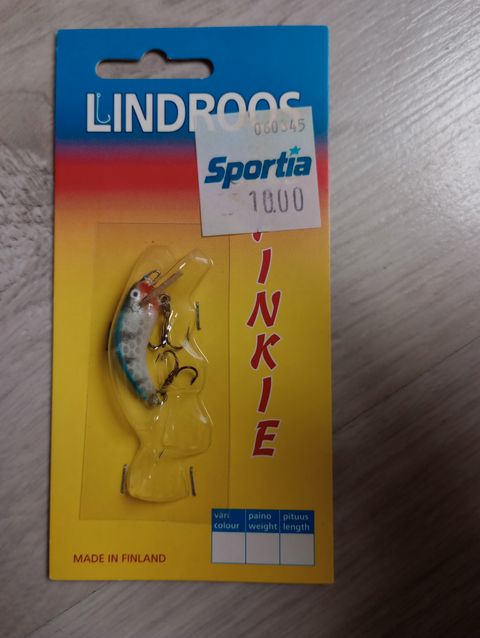 LINDROOS
060345
Sportia
10.00
INKIE
väri
colour
paino
weight
pituus
length
MADE IN FINLAND